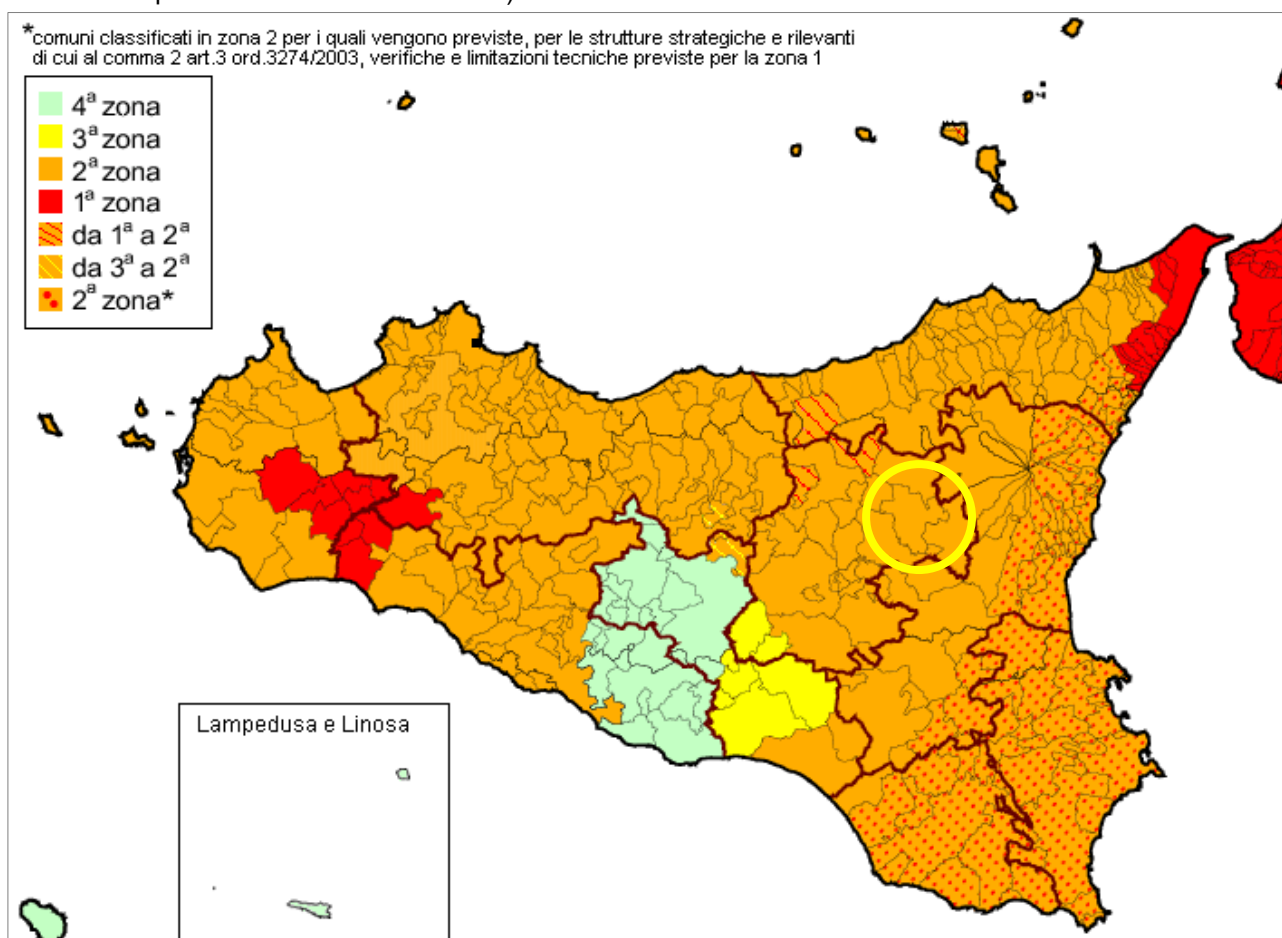 *comuni classificati in zona 2 per i quali vengono previste, per le strutture strategiche e rilevanti
di cui al comma 2 art.3 ord.3274/2003, verifiche e limitazioni tecniche previste per la zona 1
4ª zona
3ª zona
2ª zona
1ª zona
da 1ª a 2ª
da 3ª a 2ª
2ª zona*
Lampedusa e Linosa